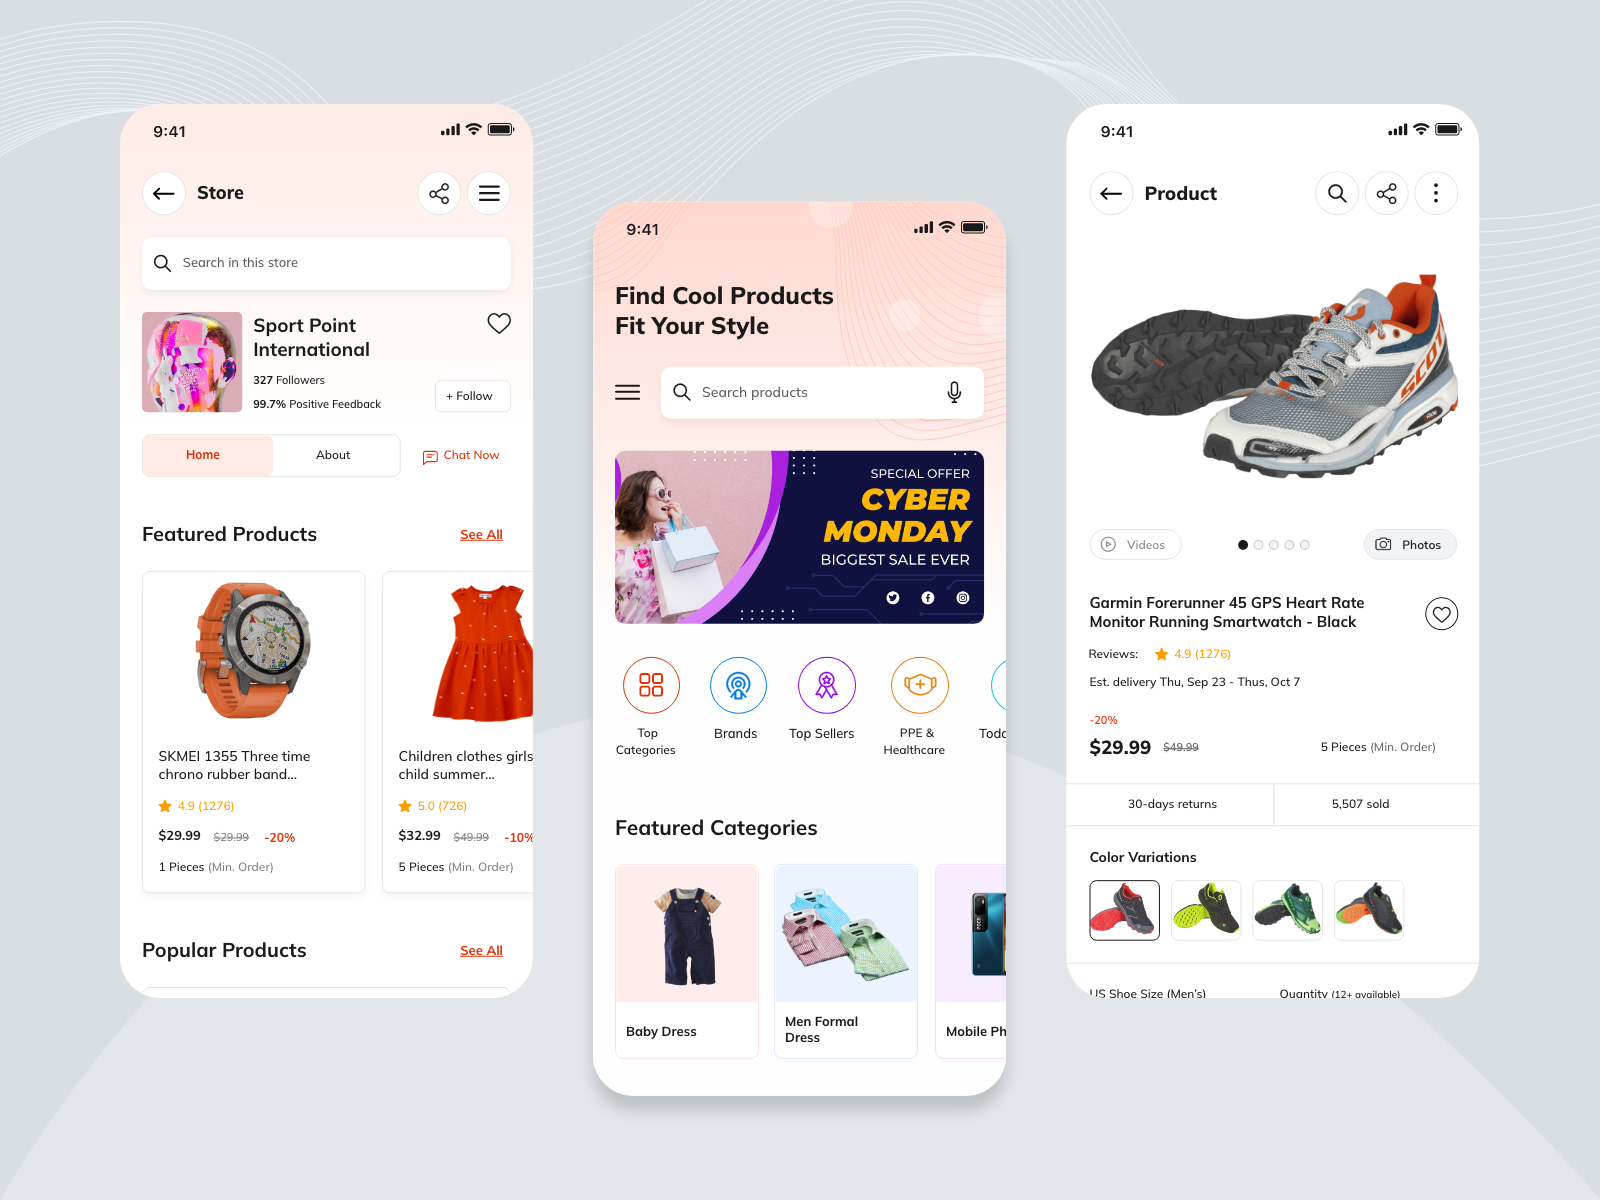 9:41
Store
Search in this store
Sport Point
International
327 Followers
99.7% Positive Feedback
+ Follow
Home
About
Chat Now
Featured Products
See All
SKMEI 1355 Three time
chrono rubber band...
4.9 (1276)
$29.99 $29.99 -20%
1 Pieces (Min. Order)
Children clothes girls
child summer...
5.0 (726)
$32.99 $49.99 -10%
5 Pieces (Min. Order)
Popular Products
See All
9:41
Find Cool Products
Fit Your Style
Search products
SPECIAL OFFER
CYBER
MONDAY
BIGGEST SALE EVER
Top
Categories
Brands
Top Sellers
PPE &
Healthcare
Featured Categories
Baby Dress
Men Formal
Dress
Mobile Ph
9:41
Product
SCOTT
Videos
Photos
Garmin Forerunner 45 GPS Heart Rate
Monitor Running Smartwatch - Black
Reviews: 4.9 (1276)
Est. delivery Thu, Sep 23 - Thus, Oct 7
-20%
$29.99 $49.99
5 Pieces (Min. Order)
30-days returns
5,507 sold
Color Variations
US Shoe Size (Men's)
Quantity (12+ available)